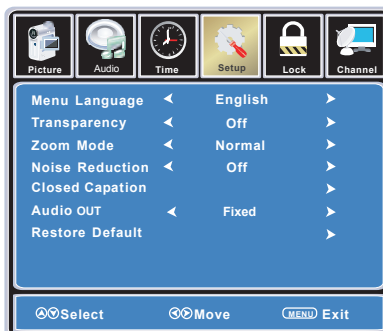 Picture Audio Time Setup Lock Channel
Menu Language English
Transparency Off
Zoom Mode Normal
Noise Reduction Off
Closed Capation
Audio OUT Fixed
Restore Default
Select Move MENU Exit